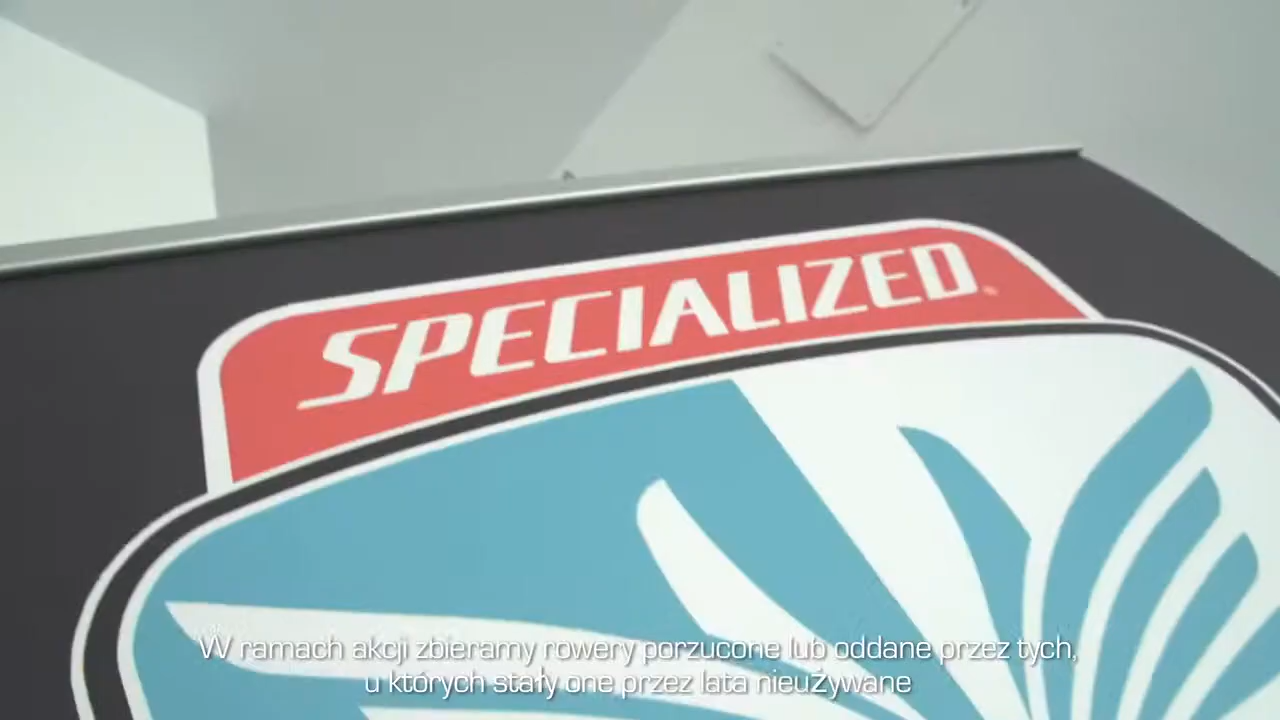 SPECIALIZED
W ramach akcji zbieramy rowery porzucone lub oddane przez tych,
u których stały one przez lata nieużywane